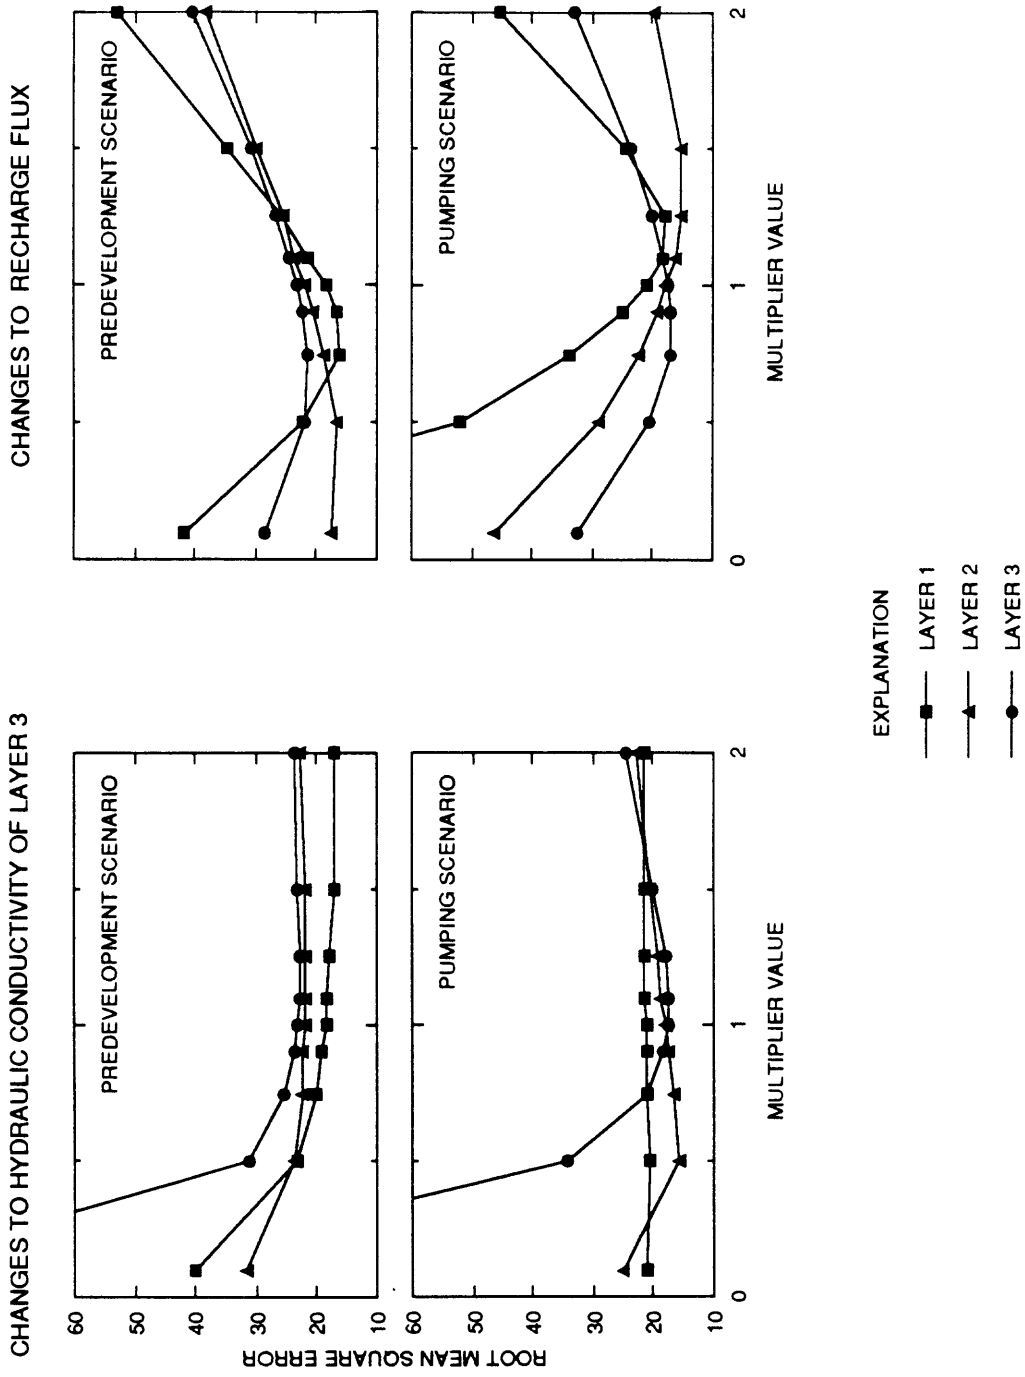 CHANGES TO HYDRAULIC CONDUCTIVITY OF LAYER 3
CHANGES TO RECHARGE FLUX
ROOT MEAN SQUARE ERROR
60
50
40
30
20
10
PREDEVELOPMENT SCENARIO
PREDEVELOPMENT SCENARIO
60
50
40
30
20
10
PUMPING SCENARIO
PUMPING SCENARIO
0
1
2
0
1
2
MULTIPLIER VALUE
MULTIPLIER VALUE
EXPLANATION
LAYER 1
LAYER 2
LAYER 3